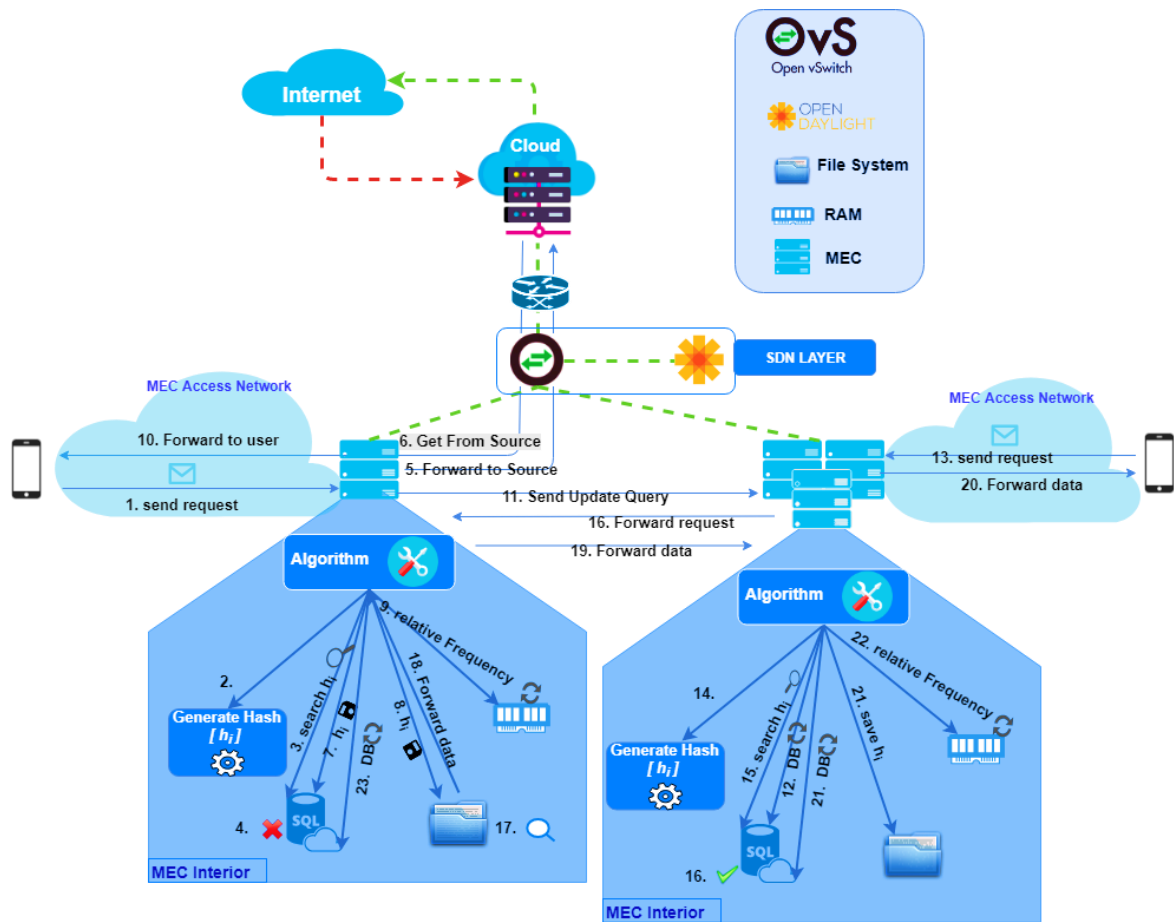 OvS
Open vSwitch
OPEN
DAYLIGHT
File System
RAM
MEC
Internet
Cloud
SDN LAYER
MEC Access Network
10. Forward to user
1. send request
6. Get From Source
5. Forward to Source
11. Send Update Query
16. Forward request
19. Forward data
MEC Access Network
13. send request
20. Forward data
Algorithm
2.
3. search hi
7. hi
23. DB
8. hi
18. Forward data
9. relative Frequency
Generate Hash
[ hi ]
4.
SQL
17.
MEC Interior
Algorithm
14.
15. search hi
12. DB
21. DB
21. save hi
22. relative Frequency
Generate Hash
[ hi ]
16.
SQL
MEC Interior